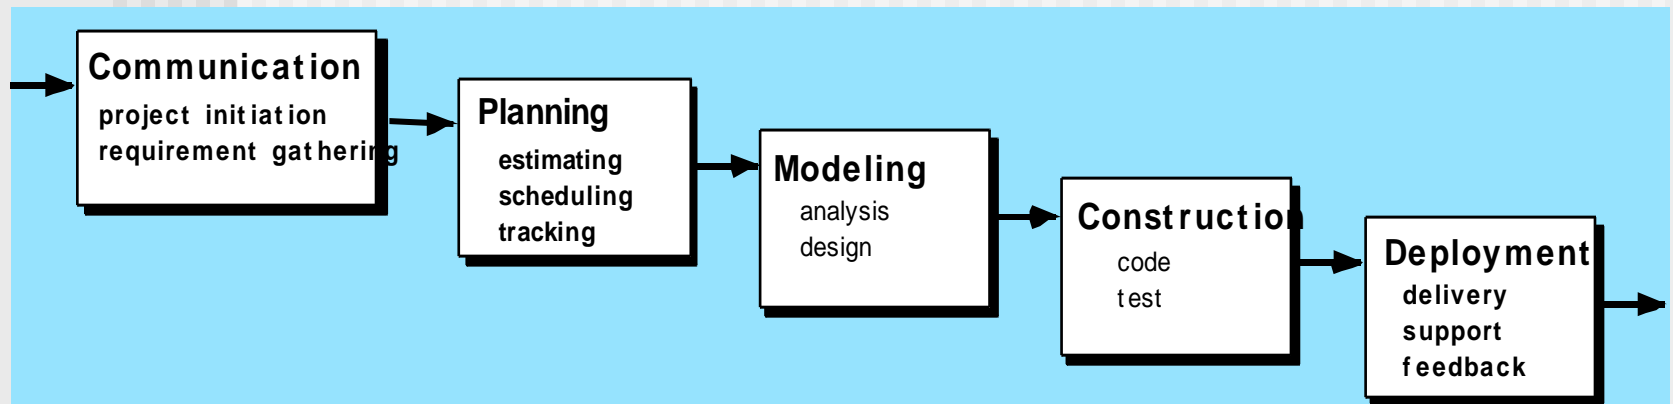 Communication
project initiation
requirement gathering
Planning
estimating
scheduling
tracking
Modeling
analysis
design
Construction
code
test
Deployment
delivery
support
feedback